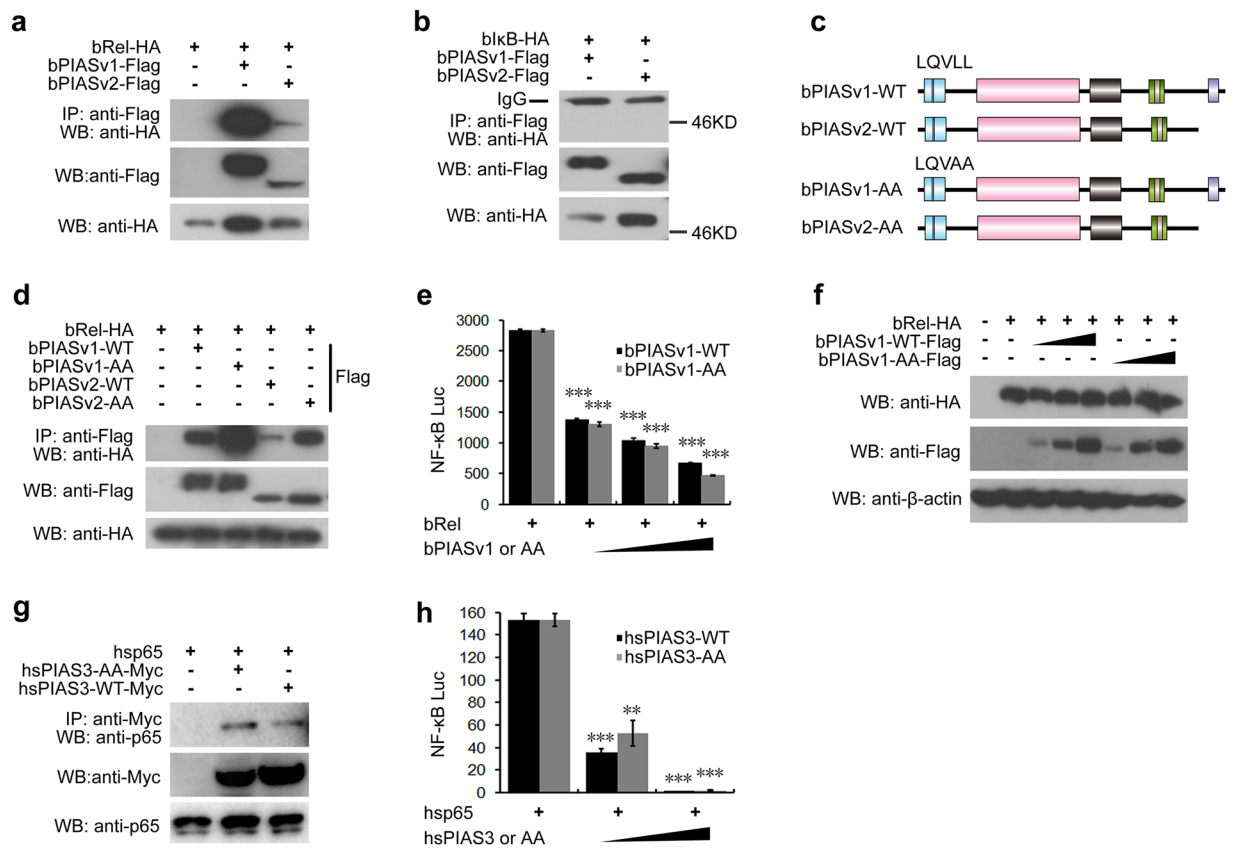 a
bRel-HA + + +
bPIASv1-Flag - + -
bPIASv2-Flag - - +
IP: anti-Flag
WB: anti-HA
WB:anti-Flag
WB: anti-HA
b
bIκB-HA + +
bPIASv1-Flag + -
bPIASv2-Flag - +
IgG
IP: anti-Flag
WB: anti-HA
46KD
WB: anti-Flag
WB: anti-HA
46KD
c
LQVLL
bPIASv1-WT
bPIASv2-WT
LQVAA
bPIASv1-AA
bPIASv2-AA
d
bRel-HA + + + + +
bPIASv1-WT - + - - -
bPIASv1-AA - - + - -
bPIASv2-WT - - - + -
bPIASv2-AA - - - - +
Flag
IP: anti-Flag
WB: anti-HA
WB: anti-Flag
WB: anti-HA
e
NF-κB Luc
3000
2500
2000
1500
1000
500
0
bPIASv1-WT
bPIASv1-AA
*** *** *** *** *** ***
bRel + + + +
bPIASv1 or AA
f
bRel-HA - + + + + + + +
bPIASv1-WT-Flag - - - - -
bPIASv1-AA-Flag - - - - -
WB: anti-HA
WB: anti-Flag
WB: anti-β-actin
g
hsp65 + + +
hsPIAS3-AA-Myc - + -
hsPIAS3-WT-Myc - - +
IP: anti-Myc
WB: anti-p65
WB:anti-Myc
WB: anti-p65
h
NF-κB Luc
160
140
120
100
80
60
40
20
0
hsPIAS3-WT
hsPIAS3-AA
*** ** *** ***
hsp65 + + +
hsPIAS3 or AA